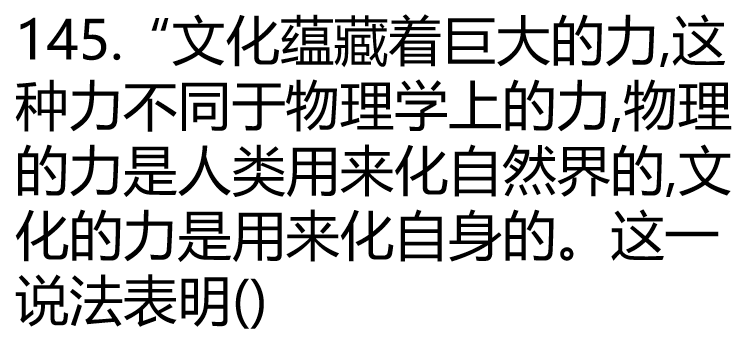 145. “文化蕴藏着巨大的力,这
种力不同于物理学上的力,物理
的力是人类用来化自然界的,文
化的力是用来化自身的。这一
说法表明()